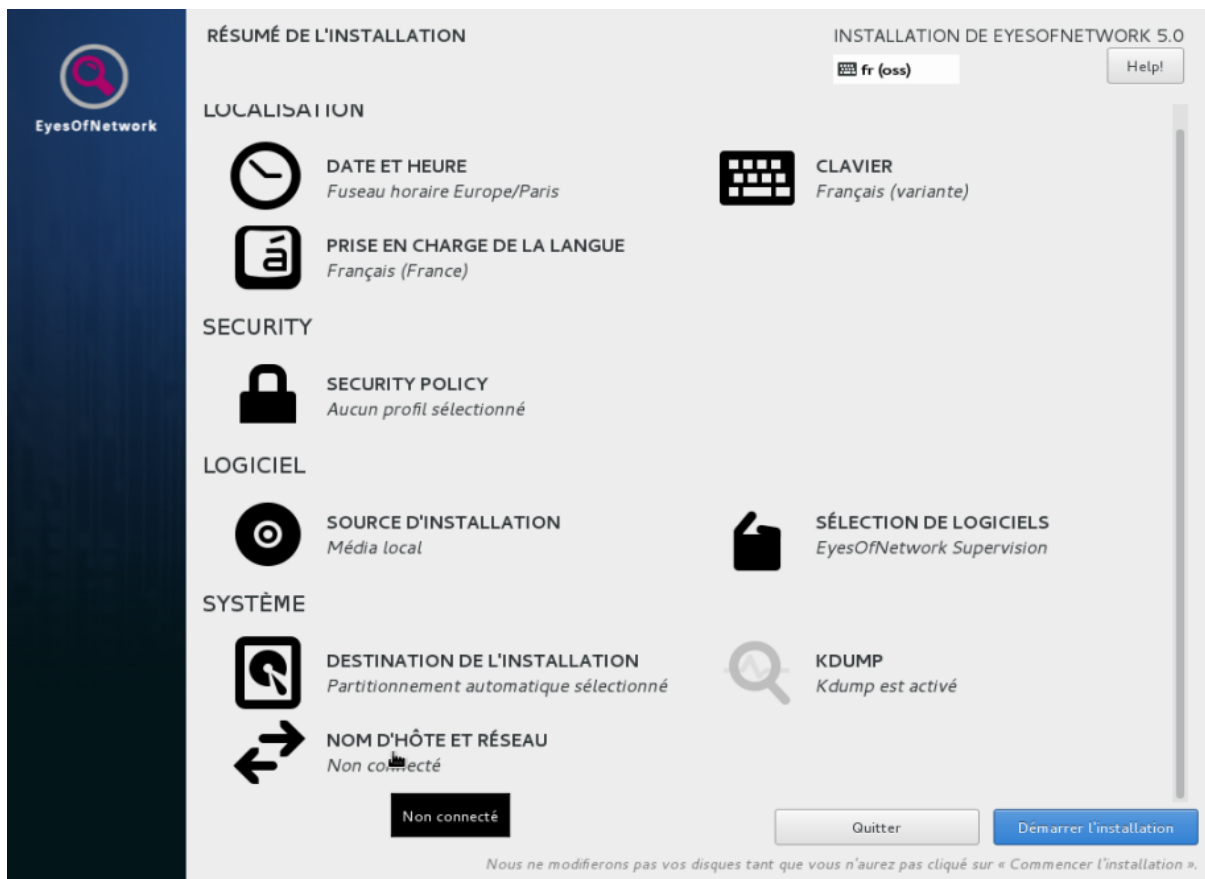 RÉSUMÉ DE L'INSTALLATION
INSTALLATION DE EYESOFNETWORK 5.0
fr (oss)
Help!
EyesOfNetwork
LOCALISATION
DATE ET HEURE
Fuseau horaire Europe/Paris
CLAVIER
Français (variante)
á
PRISE EN CHARGE DE LA LANGUE
Français (France)
SECURITY
SECURITY POLICY
Aucun profil sélectionné
LOGICIEL
SOURCE D'INSTALLATION
Média local
SÉLECTION DE LOGICIELS
EyesOfNetwork Supervision
SYSTÈME
DESTINATION DE L'INSTALLATION
Partitionnement automatique sélectionné
KDUMP
Kdump est activé
NOM D'HÔTE ET RÉSEAU
Non connecté
Non connecté
Quitter
Démarrer l'installation
Nous ne modifierons pas vos disques tant que vous n'aurez pas cliqué sur « Commencer l'installation ».